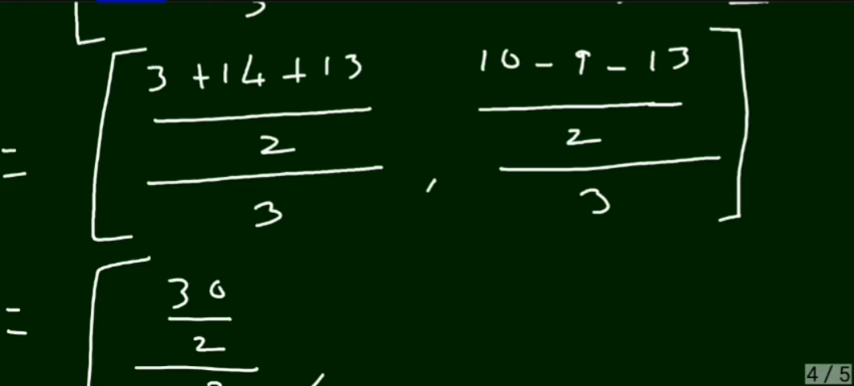 = [ 3 + 14 + 13 / 2 / 3 , 10 - 9 - 13 / 2 / 3 ]
= [ 30 / 2 /  ,
4 / 5